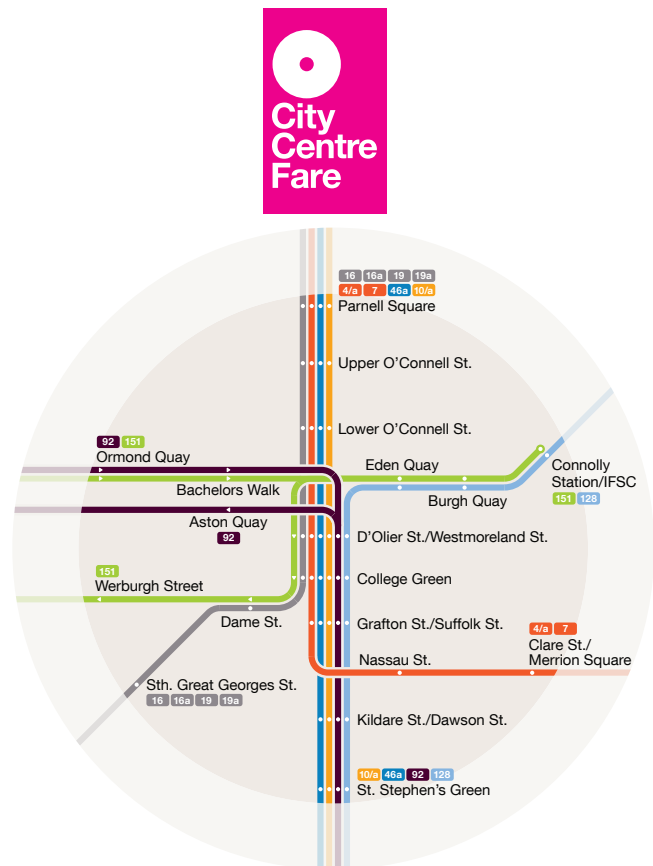 City
Centre
Fare
16 16a 19 19a
4/a 7 46a 10/a
Parnell Square
Upper O'Connell St.
Lower O'Connell St.
92 151
Ormond Quay
Bachelors Walk
Eden Quay
Burgh Quay
Connolly
Station/IFSC
151 128
Aston Quay
92
D'Olier St./Westmoreland St.
151
Werburgh Street
College Green
Dame St.
Grafton St./Suffolk St.
4/a 7
Clare St./
Merrion Square
Nassau St.
Sth. Great Georges St.
16 16a 19 19a
Kildare St./Dawson St.
10/a 46a 92 128
St. Stephen's Green